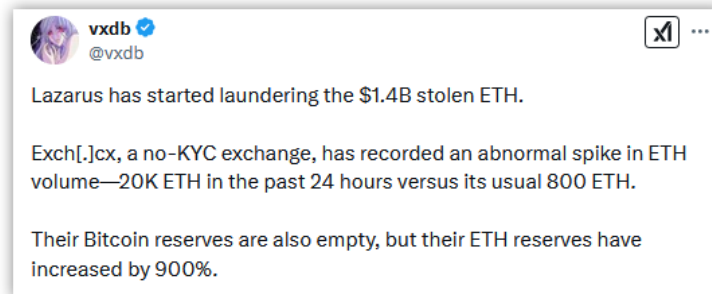 vxdb
@vxdb
Lazarus has started laundering the $1.4B stolen ETH.
Exch[.]cx, a no-KYC exchange, has recorded an abnormal spike in ETH
volume—20K ETH in the past 24 hours versus its usual 800 ETH.
Their Bitcoin reserves are also empty, but their ETH reserves have
increased by 900%.